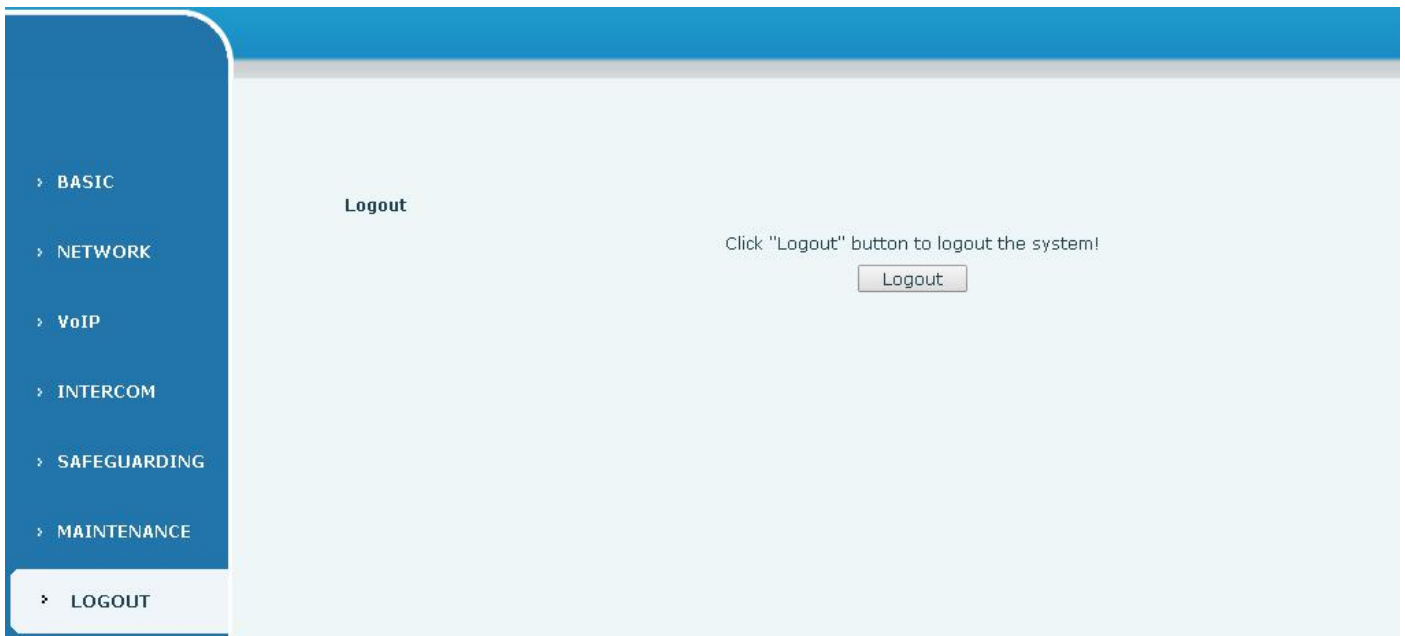 BASIC
NETWORK
VoIP
INTERCOM
SAFEGUARDING
MAINTENANCE
LOGOUT
Logout
Click "Logout" button to logout the system!
Logout